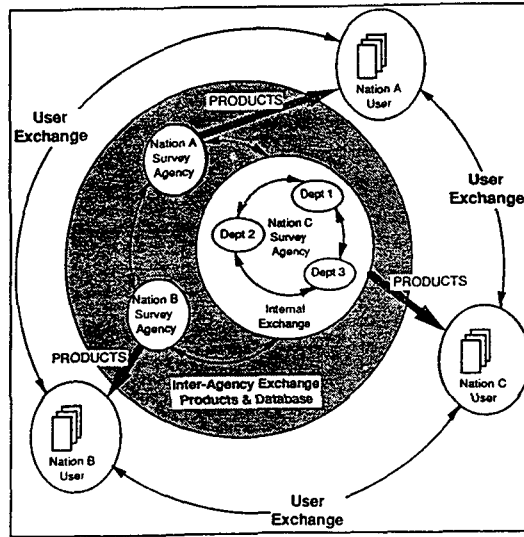 Nation A
User
PRODUCTS
User
Exchange
Nation A
Survey
Agency
User
Exchange
Dept 1
Nation C
Survey
Agency
Dept 2
Dept 3
Internal
Exchange
PRODUCTS
Nation B
Survey
Agency
PRODUCTS
Inter-Agency Exchange
Products & Database
Nation C
User
Nation B
User
User
Exchange